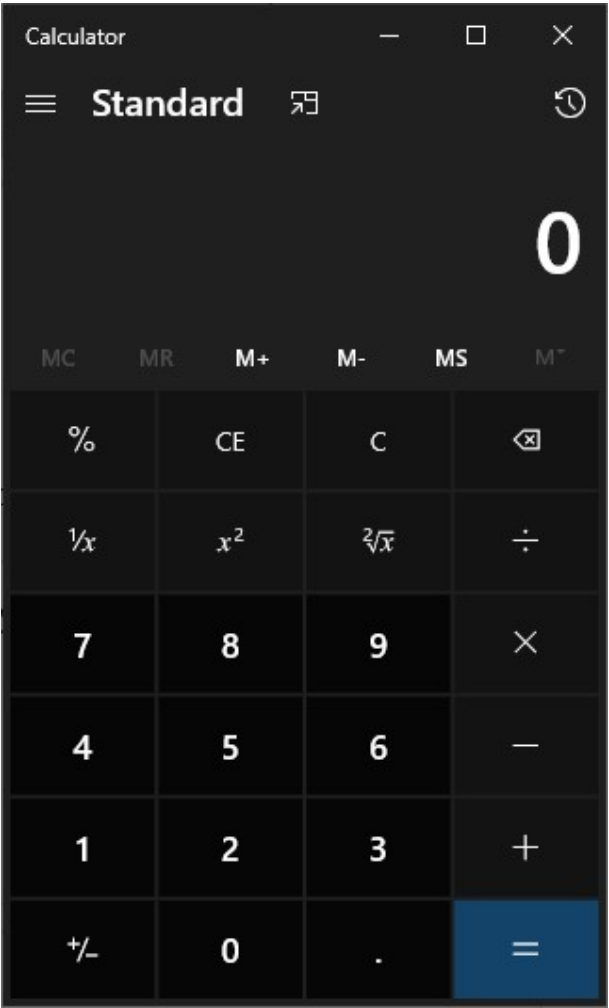 Calculator
Standard
0
MC MR M+ M- MS M˅
% CE C
¹/x x² ²√x ÷
7 8 9 ×
4 5 6 −
1 2 3 +
+/− 0 . =